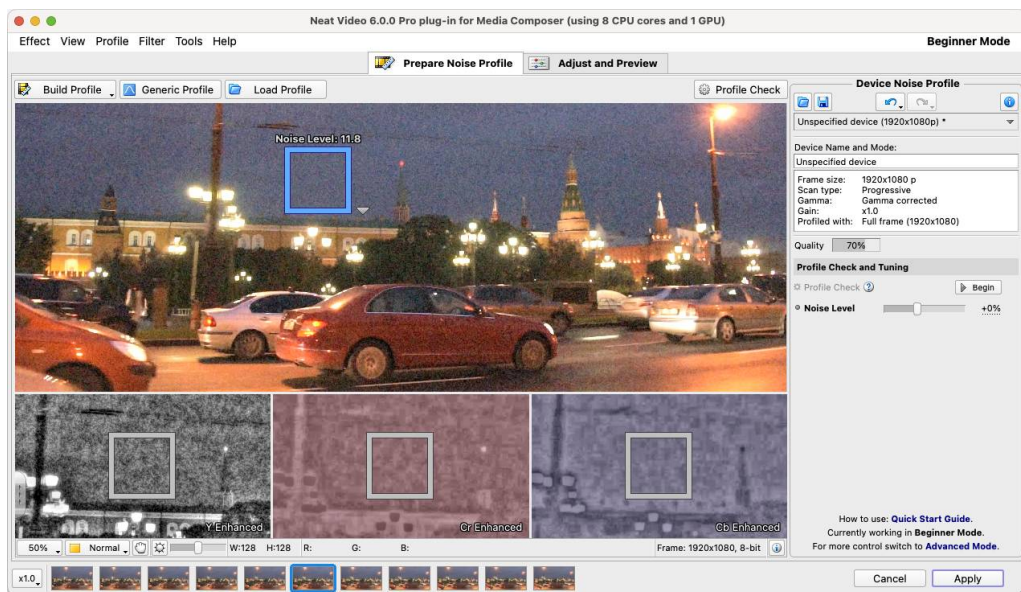 Neat Video 6.0.0 Pro plug-in for Media Composer (using 8 CPU cores and 1 GPU)
Effect View Profile Filter Tools Help Beginner Mode
Prepare Noise Profile Adjust and Preview
Build Profile Generic Profile Load Profile Profile Check
Device Noise Profile
Unspecified device (1920x1080p) *
Device Name and Mode:
Unspecified device
Frame size: 1920x1080 p
Scan type: Progressive
Gamma: Gamma corrected
Gain: x1.0
Profiled with: Full frame (1920x1080)
Quality 70%
Profile Check and Tuning
Profile Check Begin
Noise Level +0%
Noise Level: 11.8
Y Enhanced
Cr Enhanced
Cb Enhanced
How to use: Quick Start Guide.
Currently working in Beginner Mode.
For more control switch to Advanced Mode.
50% Normal W:128 H:128 R: G: B: Frame: 1920x1080, 8-bit
x1.0
Cancel Apply